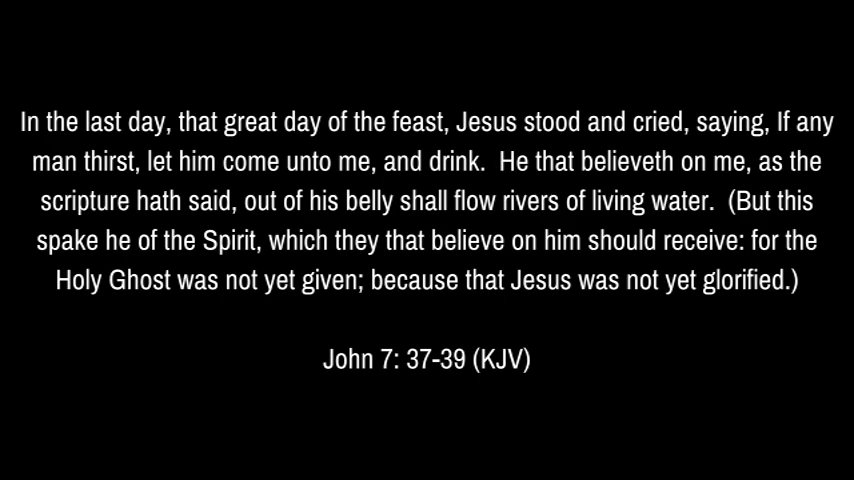 In the last day, that great day of the feast, Jesus stood and cried, saying, If any
man thirst, let him come unto me, and drink.  He that believeth on me, as the
scripture hath said, out of his belly shall flow rivers of living water.  (But this
spake he of the Spirit, which they that believe on him should receive: for the
Holy Ghost was not yet given; because that Jesus was not yet glorified.)
John 7: 37-39 (KJV)